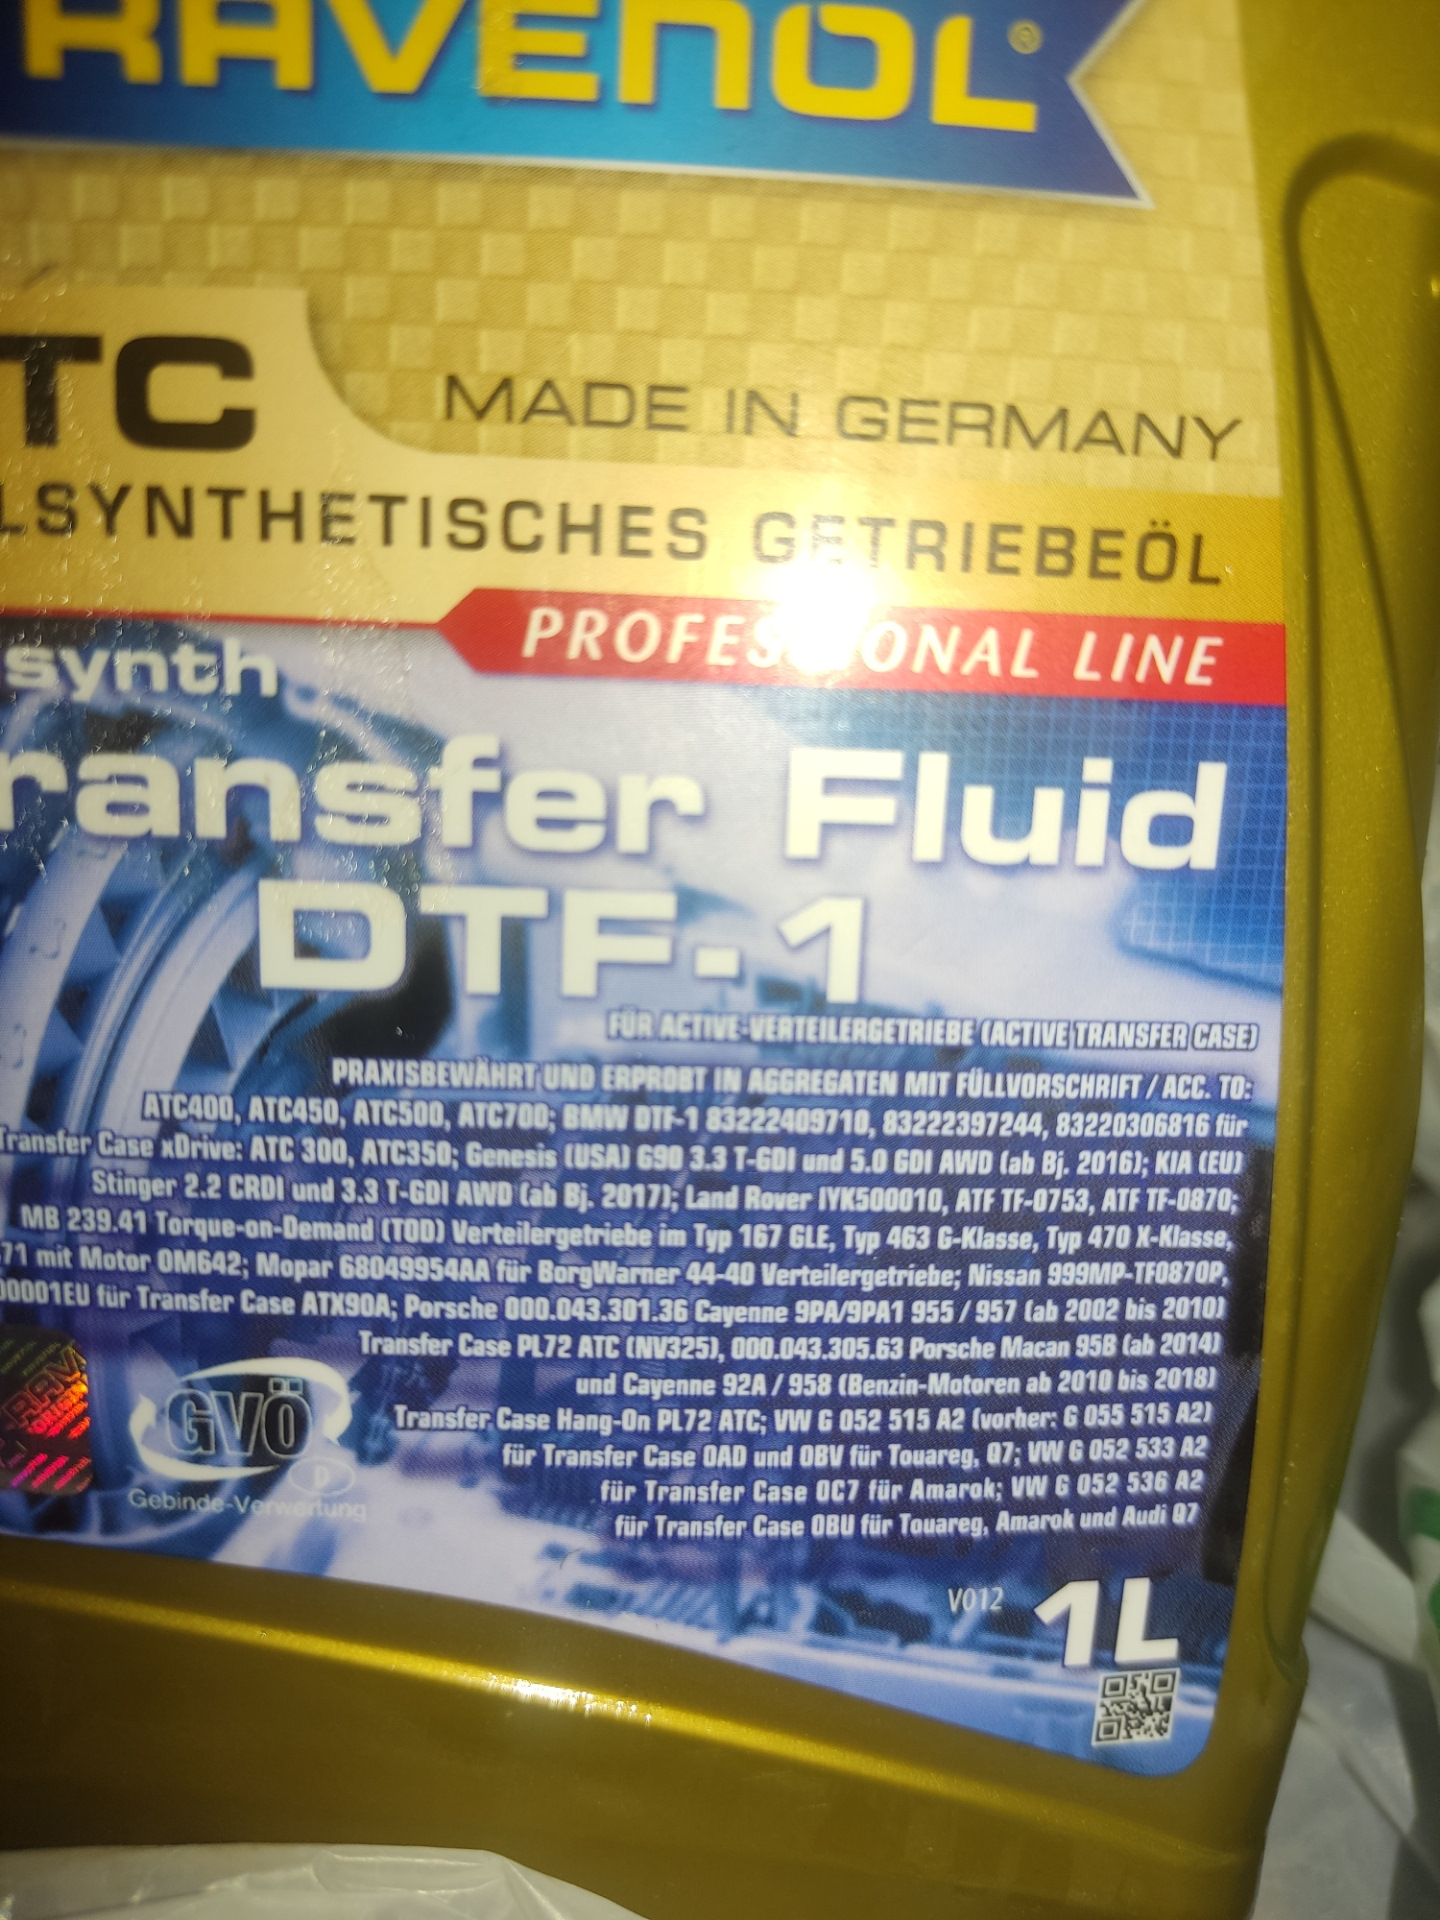 RAVENOL®
TC
MADE IN GERMANY
LSYNTHETISCHES GETRIEBEÖL
PROFESSIONAL LINE
synth
ransfer Fluid
DTF-1
FÜR ACTIVE-VERTEILERGETRIEBE (ACTIVE TRANSFER CASE)
PRAXISBEWÄHRT UND ERPROBT IN AGGREGATEN MIT FÜLLVORSCHRIFT / ACC. TO:
ATC400, ATC450, ATC500, ATC700; BMW DTF-1 83222409710, 83222397244, 83220306816 für
Transfer Case xDrive: ATC 300, ATC350; Genesis (USA) G90 3.3 T-GDI und 5.0 GDI AWD (ab Bj. 2016); KIA (EU)
Stinger 2.2 CRDI und 3.3 T-GDI AWD (ab Bj. 2017); Land Rover IYK500010, ATF TF-0753, ATF TF-0870;
MB 239.41 Torque-on-Demand (TOD) Verteilergetriebe im Typ 167 GLE, Typ 463 G-Klasse, Typ 470 X-Klasse,
71 mit Motor OM642; Mopar 68049954AA für BorgWarner 44-40 Verteilergetriebe; Nissan 999MP-TF0870P,
00001EU für Transfer Case ATX90A; Porsche 000.043.301.36 Cayenne 9PA/9PA1 955 / 957 (ab 2002 bis 2010)
Transfer Case PL72 ATC (NV325), 000.043.305.63 Porsche Macan 95B (ab 2014)
und Cayenne 92A / 958 (Benzin-Motoren ab 2010 bis 2018)
Transfer Case Hang-On PL72 ATC; VW G 052 515 A2 (vorher: G 055 515 A2)
für Transfer Case 0AD und 0BV für Touareg, Q7; VW G 052 533 A2
für Transfer Case 0C7 für Amarok; VW G 052 536 A2
für Transfer Case 0BU für Touareg, Amarok und Audi Q7
GVÖ
D
Gebinde-Verwertung
V012
1L